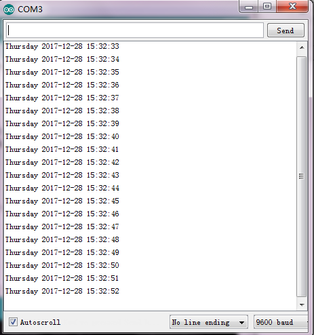 COM3
Send
Thursday 2017-12-28 15:32:33
Thursday 2017-12-28 15:32:34
Thursday 2017-12-28 15:32:35
Thursday 2017-12-28 15:32:36
Thursday 2017-12-28 15:32:37
Thursday 2017-12-28 15:32:38
Thursday 2017-12-28 15:32:39
Thursday 2017-12-28 15:32:40
Thursday 2017-12-28 15:32:41
Thursday 2017-12-28 15:32:42
Thursday 2017-12-28 15:32:43
Thursday 2017-12-28 15:32:44
Thursday 2017-12-28 15:32:45
Thursday 2017-12-28 15:32:46
Thursday 2017-12-28 15:32:47
Thursday 2017-12-28 15:32:48
Thursday 2017-12-28 15:32:49
Thursday 2017-12-28 15:32:50
Thursday 2017-12-28 15:32:51
Thursday 2017-12-28 15:32:52
Autoscroll No line ending 9600 baud